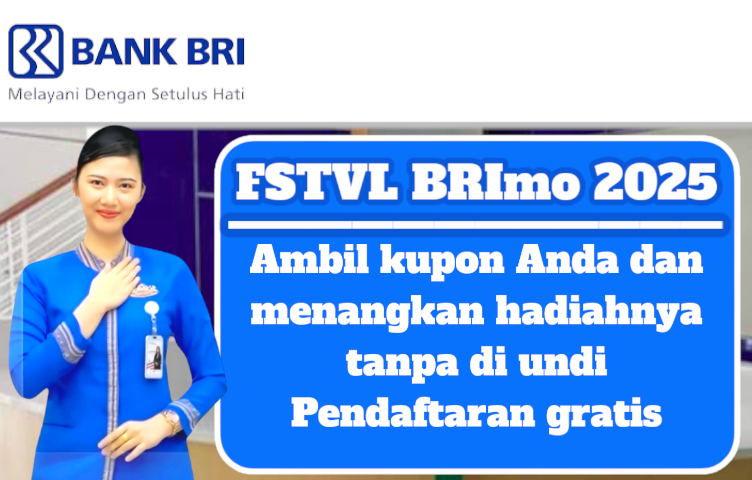 BANK BRI
Melayani Dengan Setulus Hati
FSTVL BRImo 2025
Ambil kupon Anda dan
menangkan hadiahnya
tanpa di undi
Pendaftaran gratis